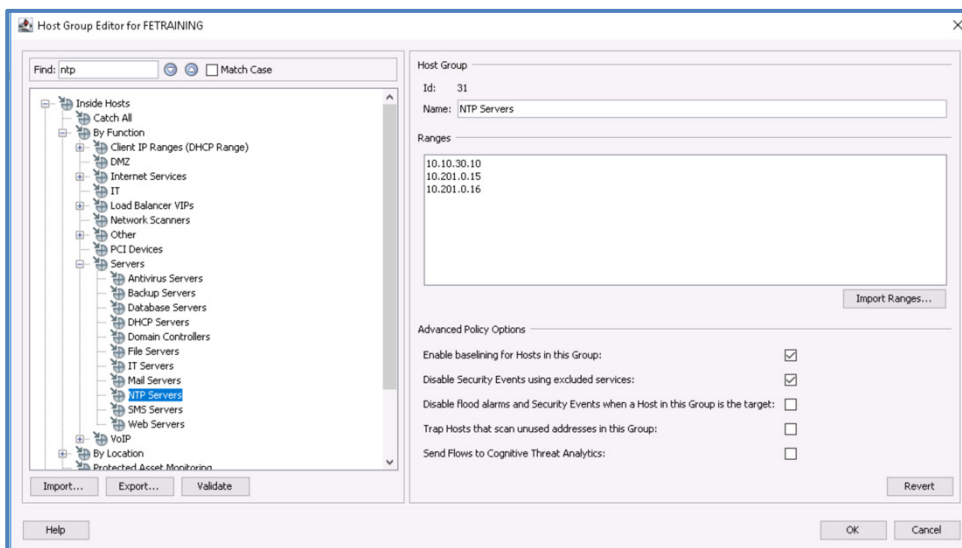 Host Group Editor for FETRAINING
Find: ntp Match Case
Inside Hosts
Catch All
By Function
Client IP Ranges (DHCP Range)
DMZ
Internet Services
IT
Load Balancer VIPs
Network Scanners
Other
PCI Devices
Servers
Antivirus Servers
Backup Servers
Database Servers
DHCP Servers
Domain Controllers
File Servers
IT Servers
Mail Servers
NTP Servers
SMS Servers
Web Servers
VoIP
By Location
Protected Asset Monitoring
Import... Export... Validate
Host Group
Id: 31
Name: NTP Servers
Ranges
10.10.30.10
10.201.0.15
10.201.0.16
Import Ranges...
Advanced Policy Options
Enable baselining for Hosts in this Group:
Disable Security Events using excluded services:
Disable flood alarms and Security Events when a Host in this Group is the target:
Trap Hosts that scan unused addresses in this Group:
Send Flows to Cognitive Threat Analytics:
Revert
Help OK Cancel